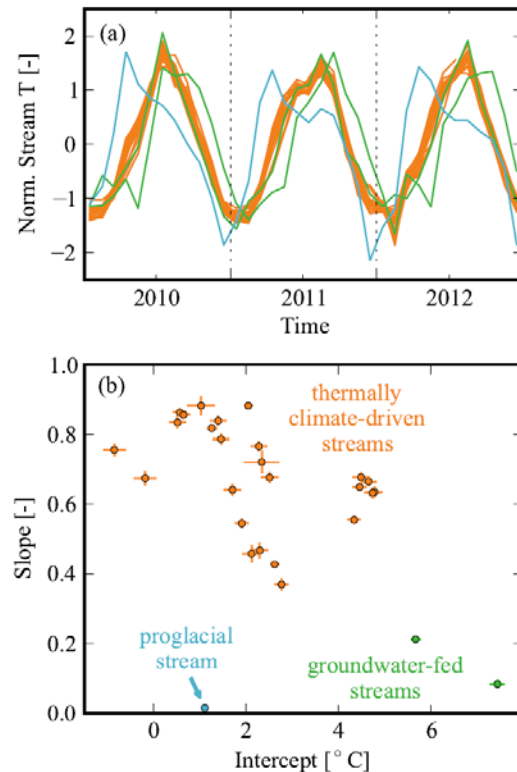 (a)
Norm. Stream T [-]
2
1
0
−1
−2
2010
2011
2012
Time
(b)
Slope [-]
1.0
0.8
0.6
0.4
0.2
0.0
thermally
climate-driven
streams
proglacial
stream
groundwater-fed
streams
0
2
4
6
Intercept [°C]